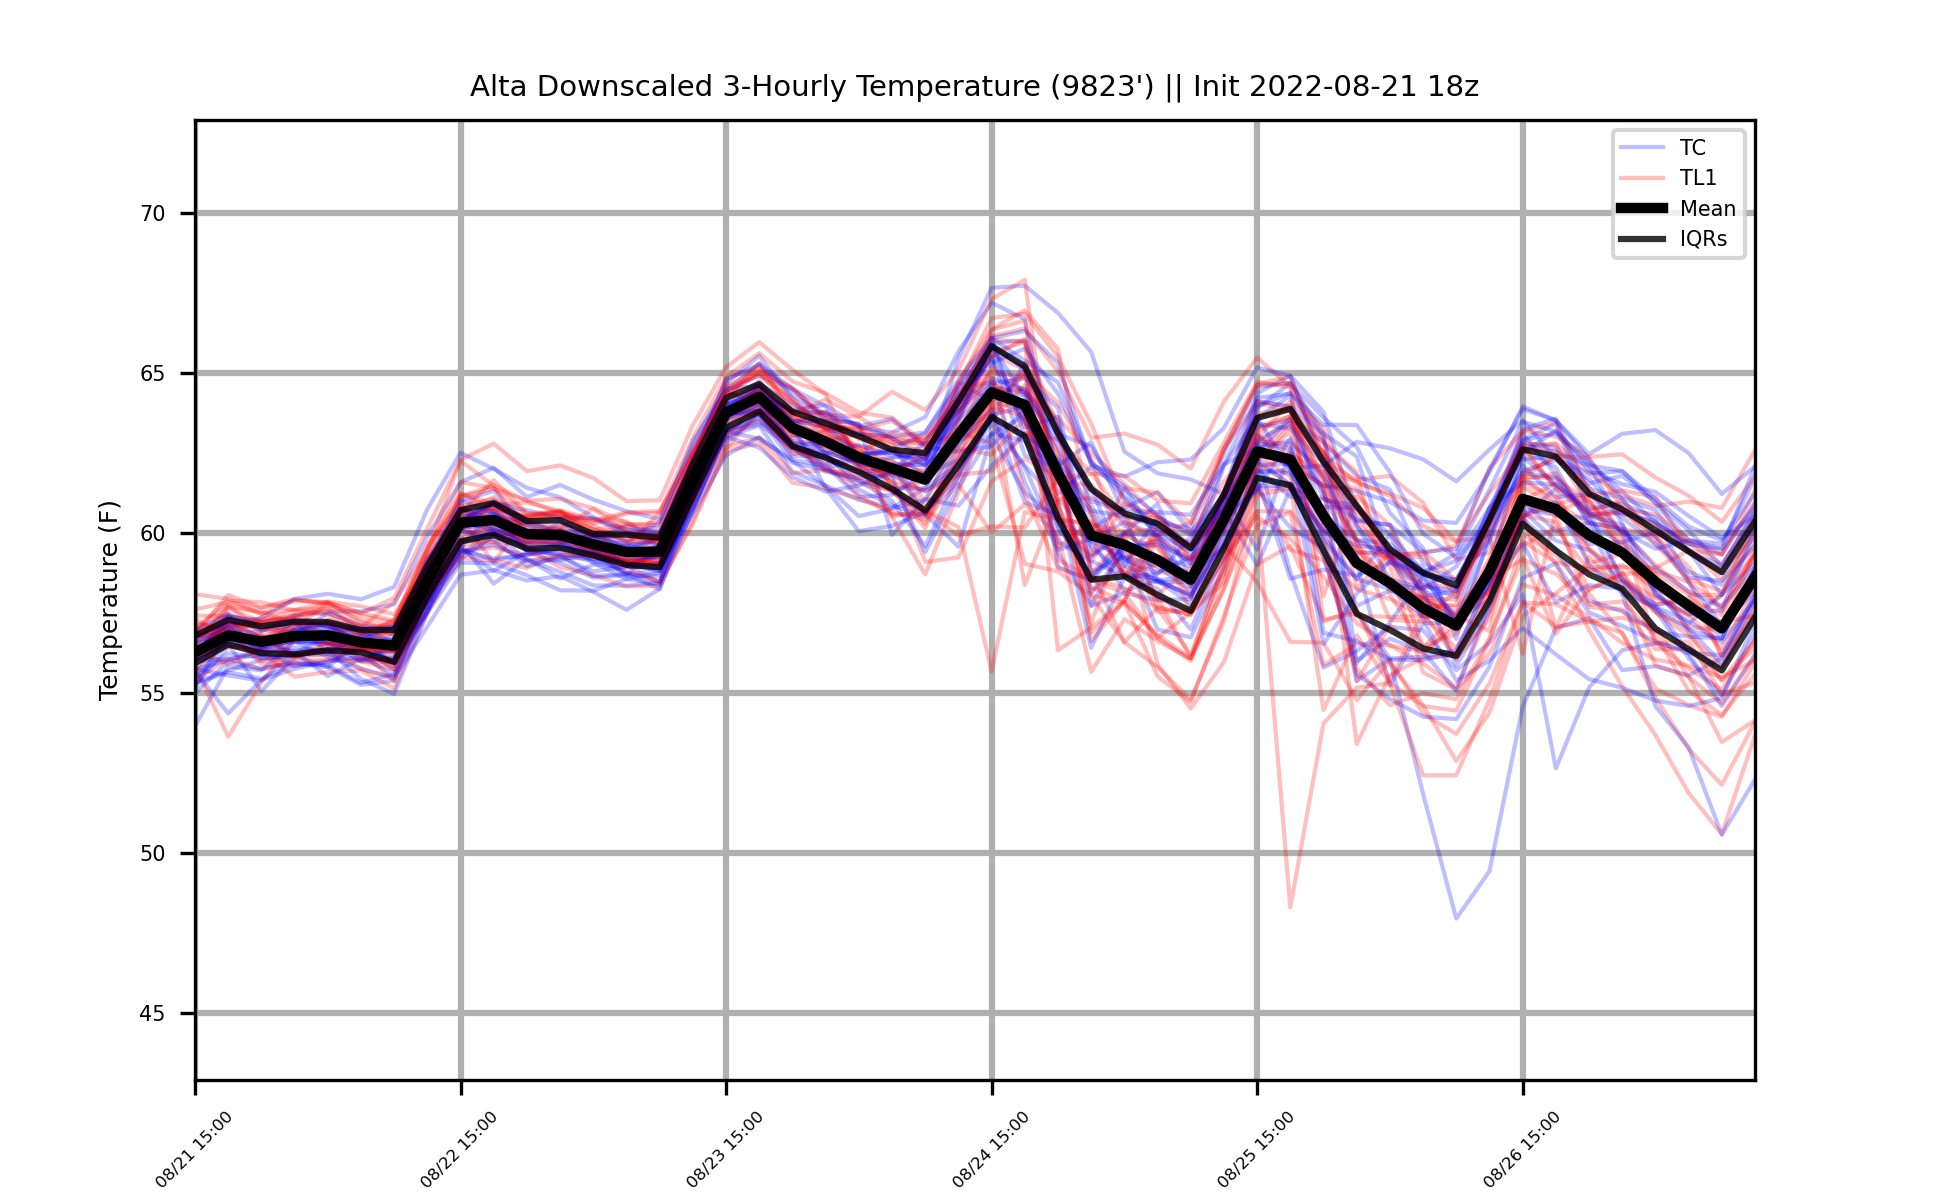 Alta Downscaled 3-Hourly Temperature (9823') || Init 2022-08-21 18z
TC
TL1
Mean
IQRs
Temperature (F)
70
65
60
55
50
45
08/21 15:00
08/22 15:00
08/23 15:00
08/24 15:00
08/25 15:00
08/26 15:00